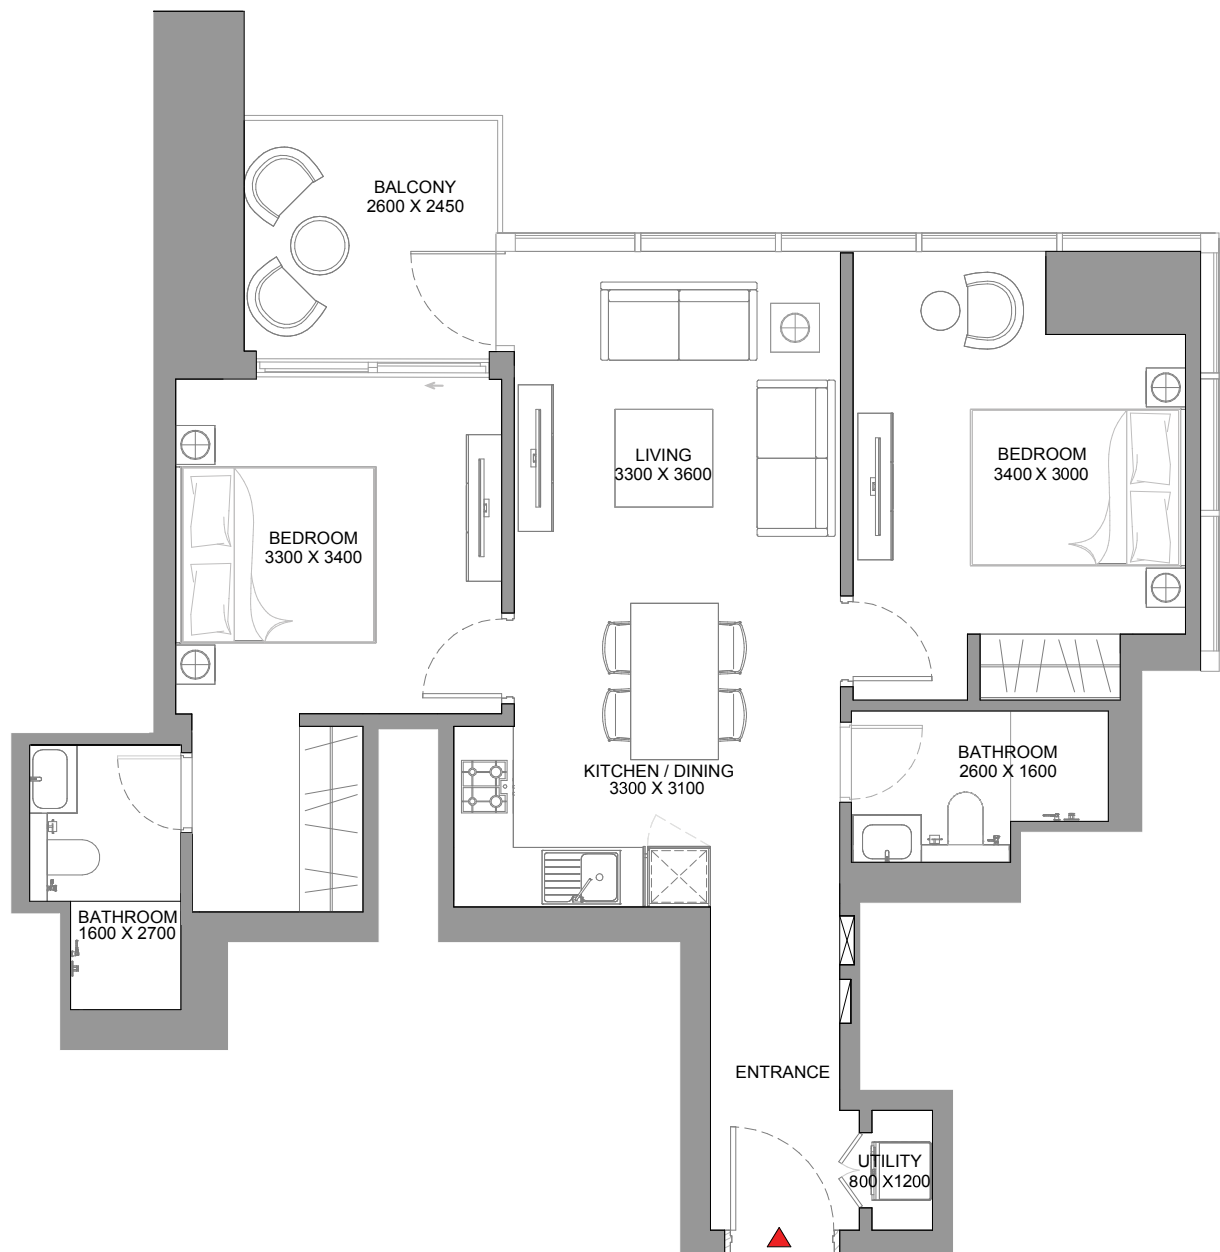 BALCONY
2600 X 2450
LIVING
3300 X 3600
BEDROOM
3400 X 3000
BEDROOM
3300 X 3400
KITCHEN / DINING
3300 X 3100
BATHROOM
2600 X 1600
BATHROOM
1600 X 2700
ENTRANCE
UTILITY
800 X1200